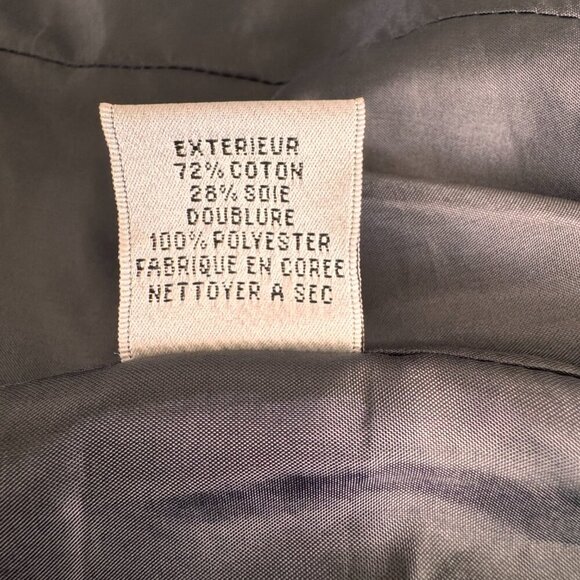 EXTERIEUR
72% COTON
28% SOIE
DOUBLURE
100% POLYESTER
FABRIQUE EN COREE
NETTOYER A SEC